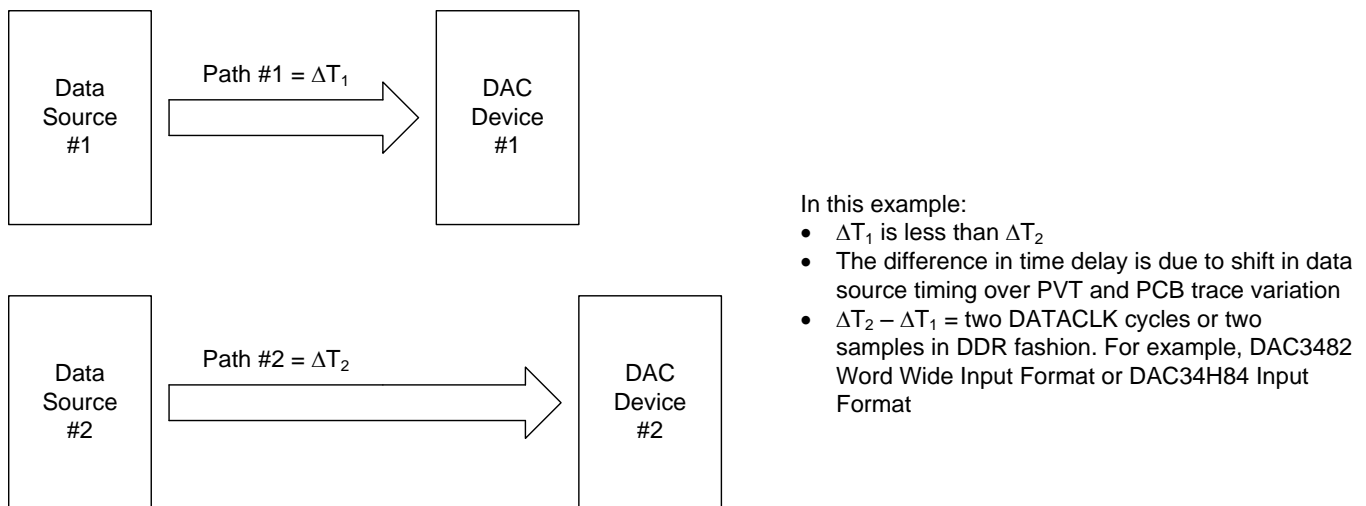 Data
Source
#1
Path #1 = ΔT₁
DAC
Device
#1
Data
Source
#2
Path #2 = ΔT₂
DAC
Device
#2
In this example:
• ΔT₁ is less than ΔT₂
• The difference in time delay is due to shift in data
source timing over PVT and PCB trace variation
• ΔT₂ – ΔT₁ = two DATACLK cycles or two
samples in DDR fashion. For example, DAC3482
Word Wide Input Format or DAC34H84 Input
Format